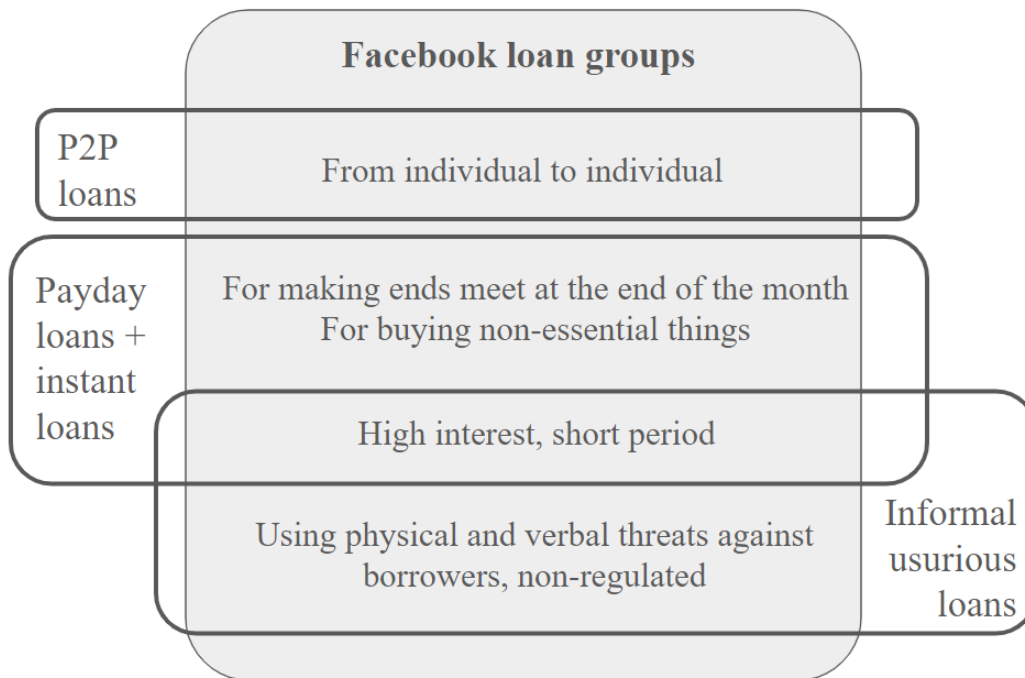 Facebook loan groups
P2P
loans
From individual to individual
Payday
loans +
instant
loans
For making ends meet at the end of the month
For buying non-essential things
High interest, short period
Using physical and verbal threats against
borrowers, non-regulated
Informal
usurious
loans